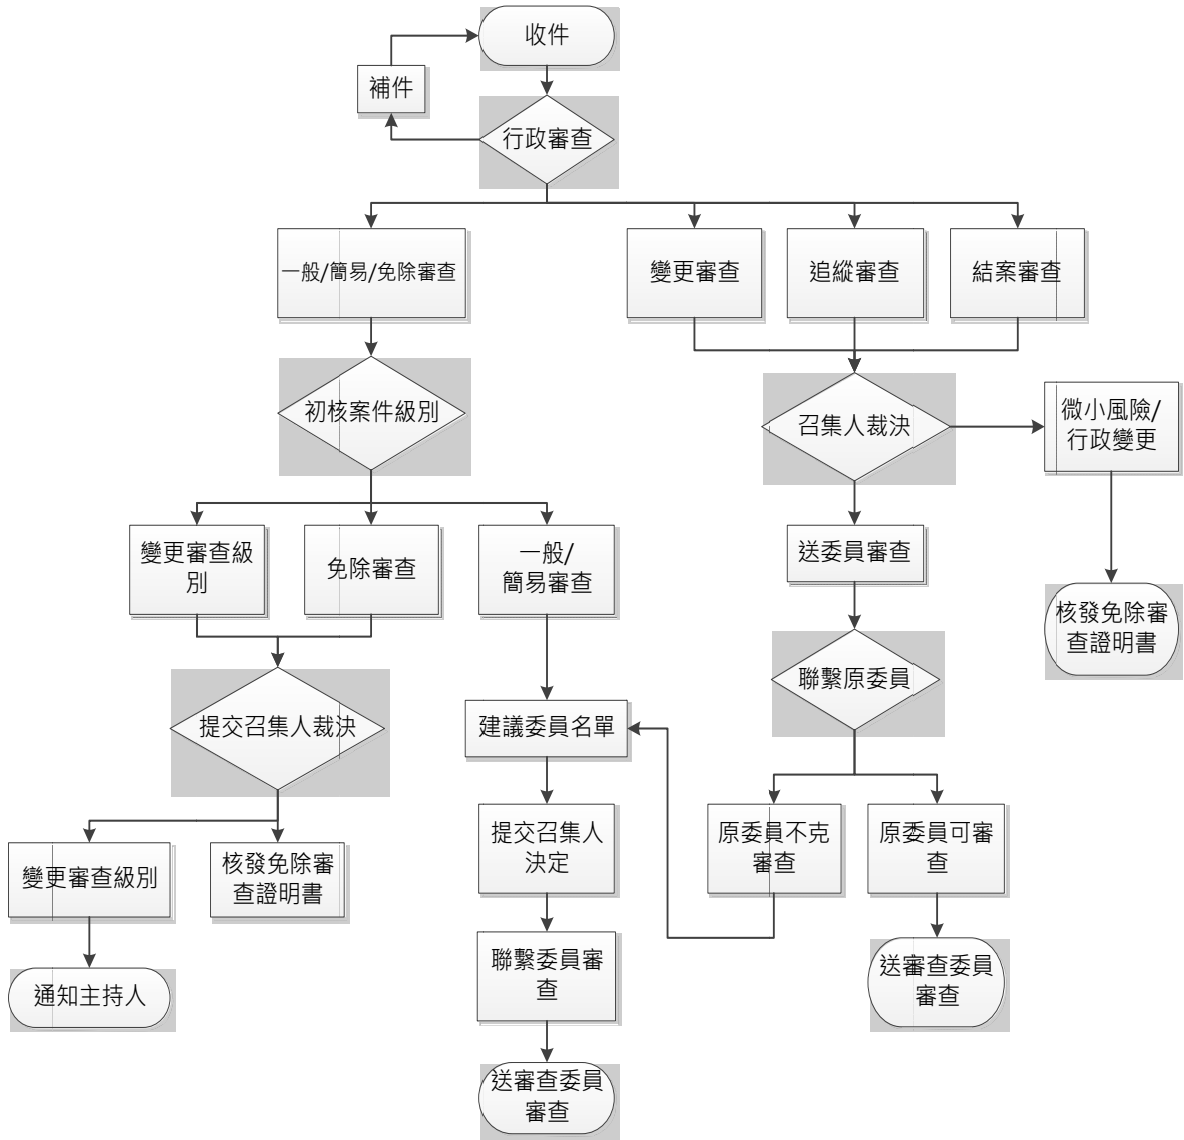 收件
補件
行政審查
一般/簡易/免除審查
變更審查
追縱審查
結案審查
初核案件級別
召集人裁決
微小風險/
行政變更
變更審查級
別
免除審查
一般/
簡易審查
送委員審查
核發免除審
查證明書
聯繫原委員
提交召集人裁決
建議委員名單
變更審查級別
核發免除審
查證明書
提交召集人
決定
原委員不克
審查
原委員可審
查
通知主持人
聯繫委員審
查
送審查委員
審查
送審查委員
審查